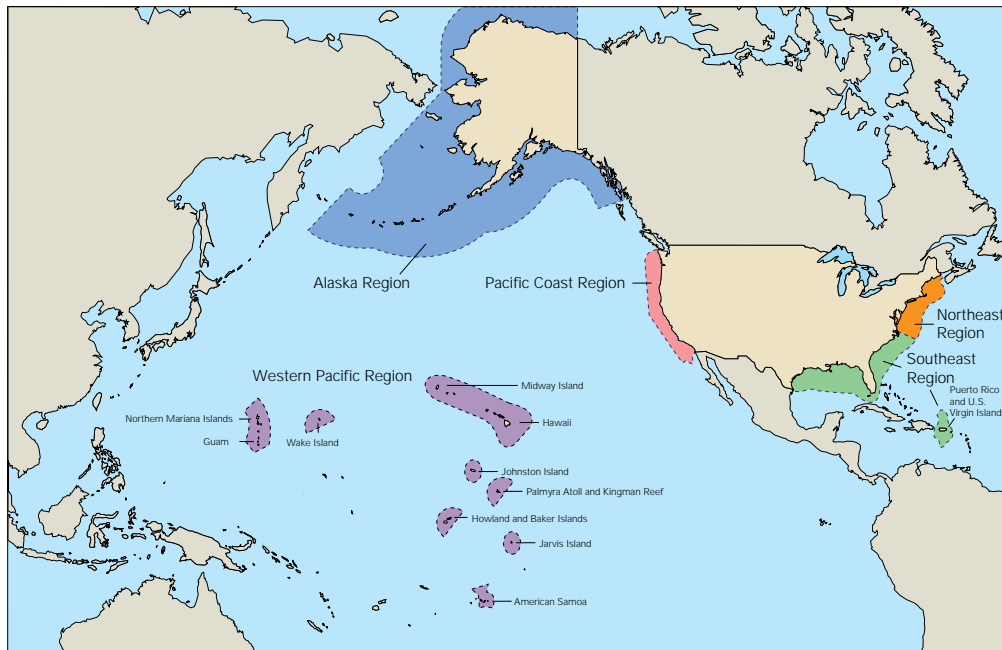 Alaska Region
Pacific Coast Region
Northeast
Region
Southeast
Region
Puerto Rico
and U.S.
Virgin Islands
Western Pacific Region
Midway Island
Hawaii
Northern Mariana Islands
Guam
Wake Island
Johnston Island
Palmyra Atoll and Kingman Reef
Howland and Baker Islands
Jarvis Island
American Samoa